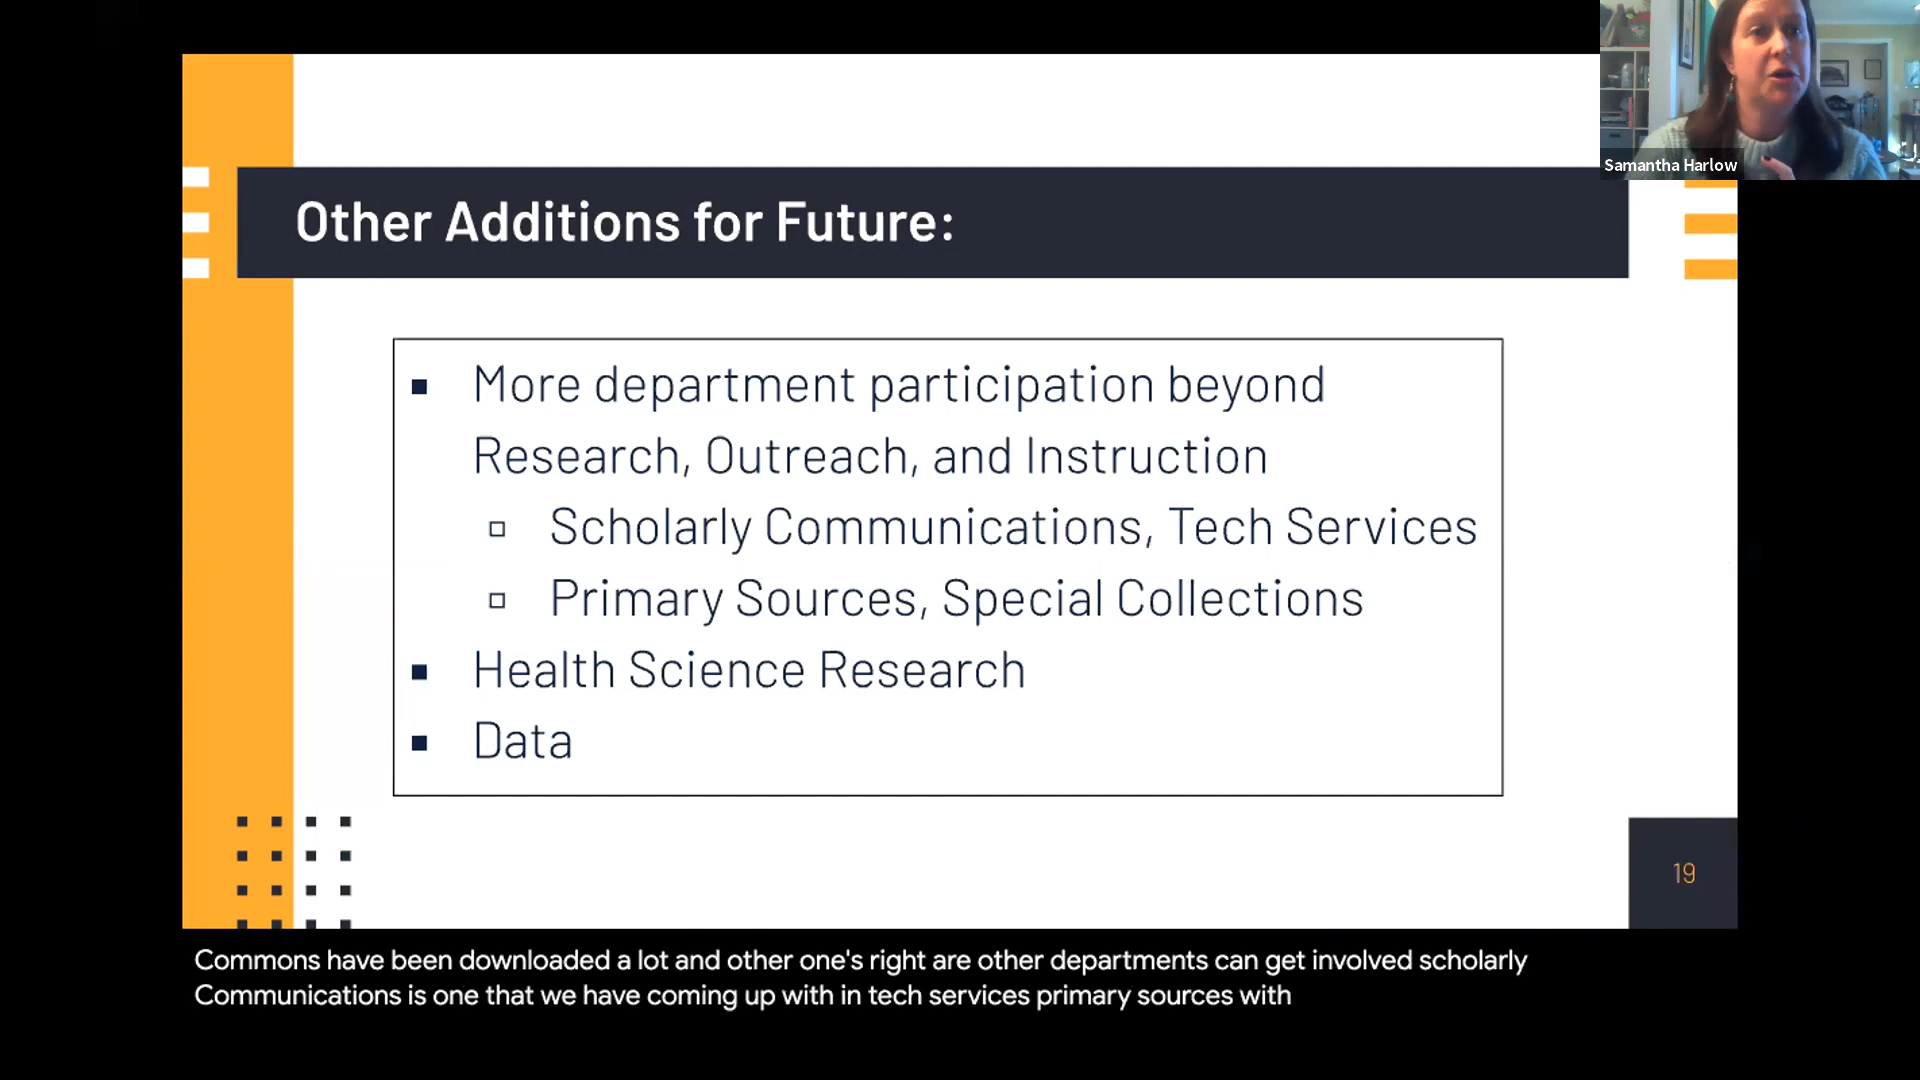 Samantha Harlow
Other Additions for Future:
More department participation beyond
Research, Outreach, and Instruction
Scholarly Communications, Tech Services
Primary Sources, Special Collections
Health Science Research
Data
19
Commons have been downloaded a lot and other one's right are other departments can get involved scholarly
Communications is one that we have coming up with in tech services primary sources with